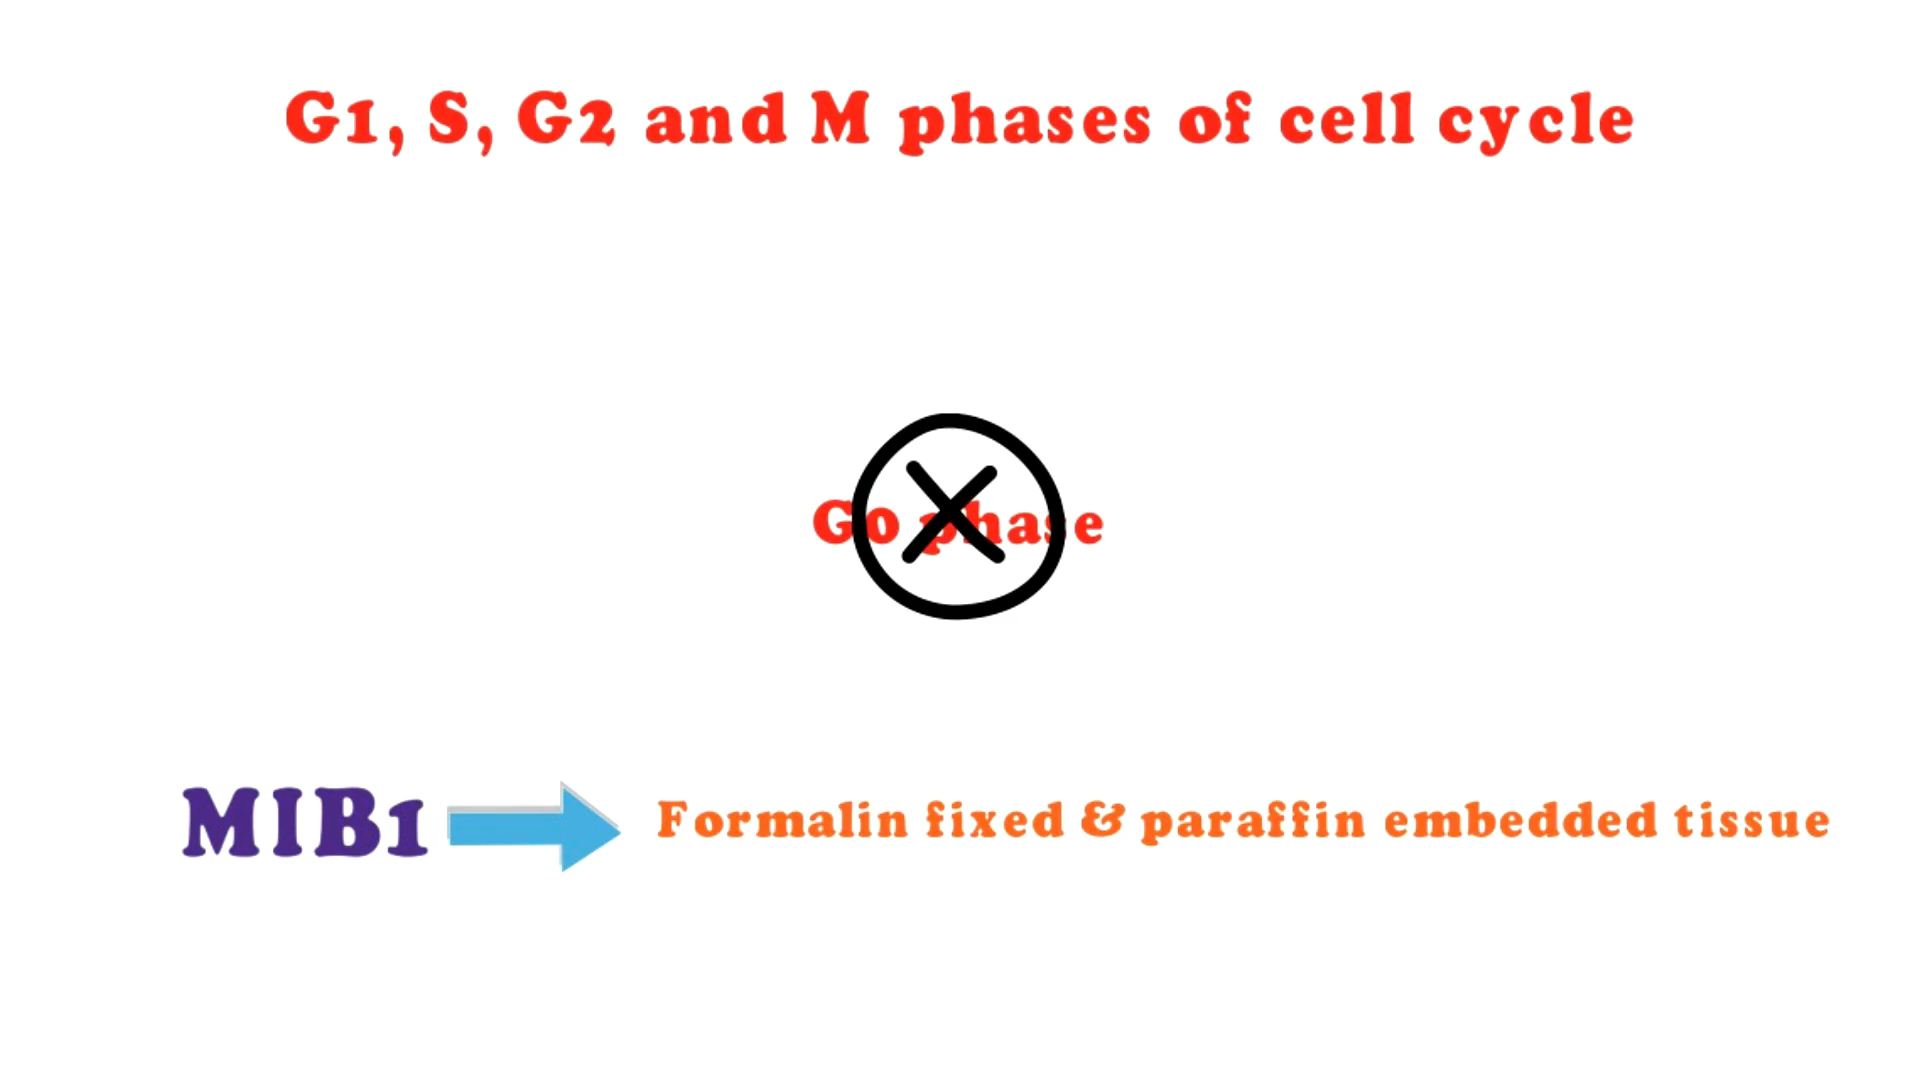 G1, S, G2 and M phases of cell cycle
G0 phase
MIB1
Formalin fixed & paraffin embedded tissue